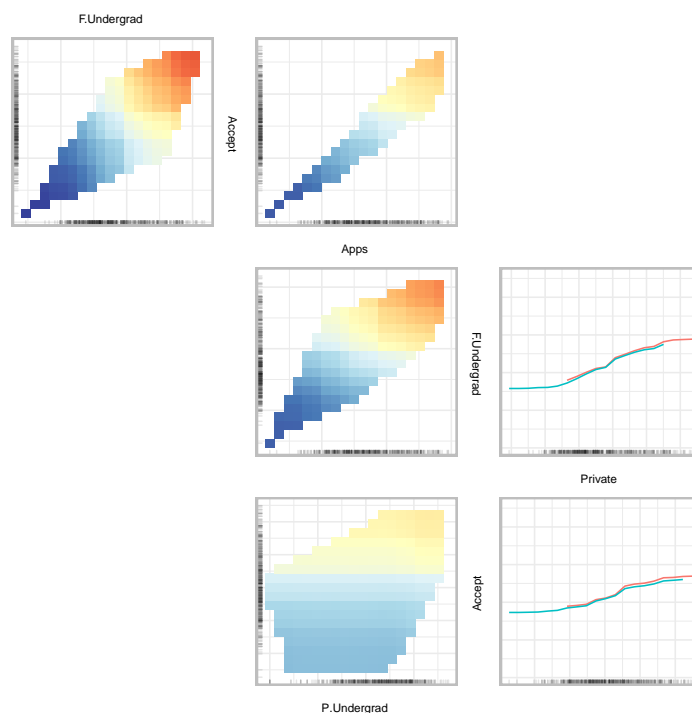 F.Undergrad
Accept
Apps
F.Undergrad
Private
Accept
P.Undergrad